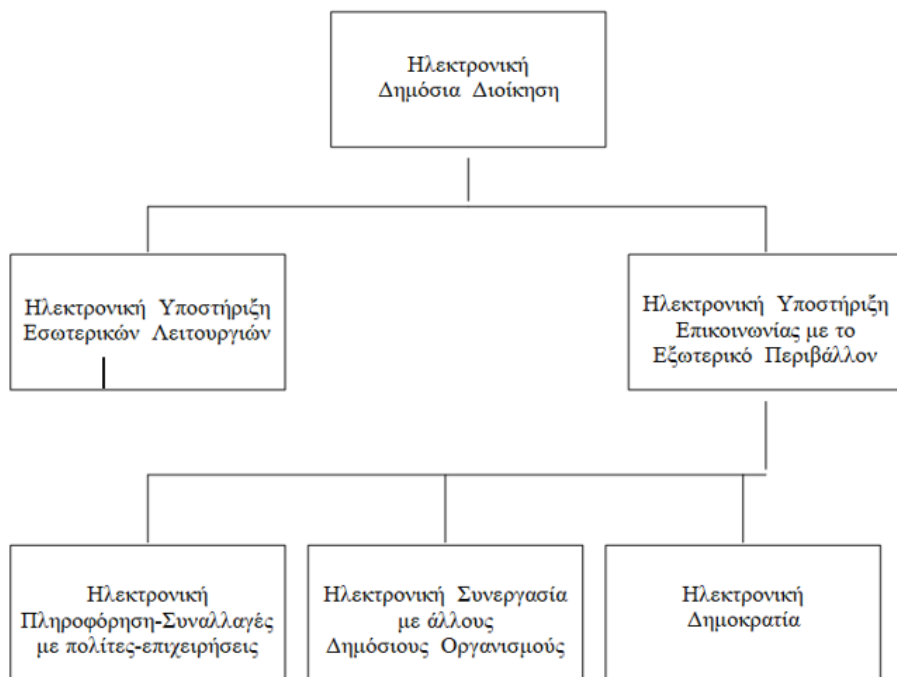 Ηλεκτρονική
Δημόσια Διοίκηση
Ηλεκτρονική Υποστήριξη
Εσωτερικών Λειτουργιών
Ηλεκτρονική Υποστήριξη
Επικοινωνίας με το
Εξωτερικό Περιβάλλον
Ηλεκτρονική
Πληροφόρηση-Συναλλαγές
με πολίτες-επιχειρήσεις
Ηλεκτρονική Συνεργασία
με άλλους
Δημόσιους Οργανισμούς
Ηλεκτρονική
Δημοκρατία